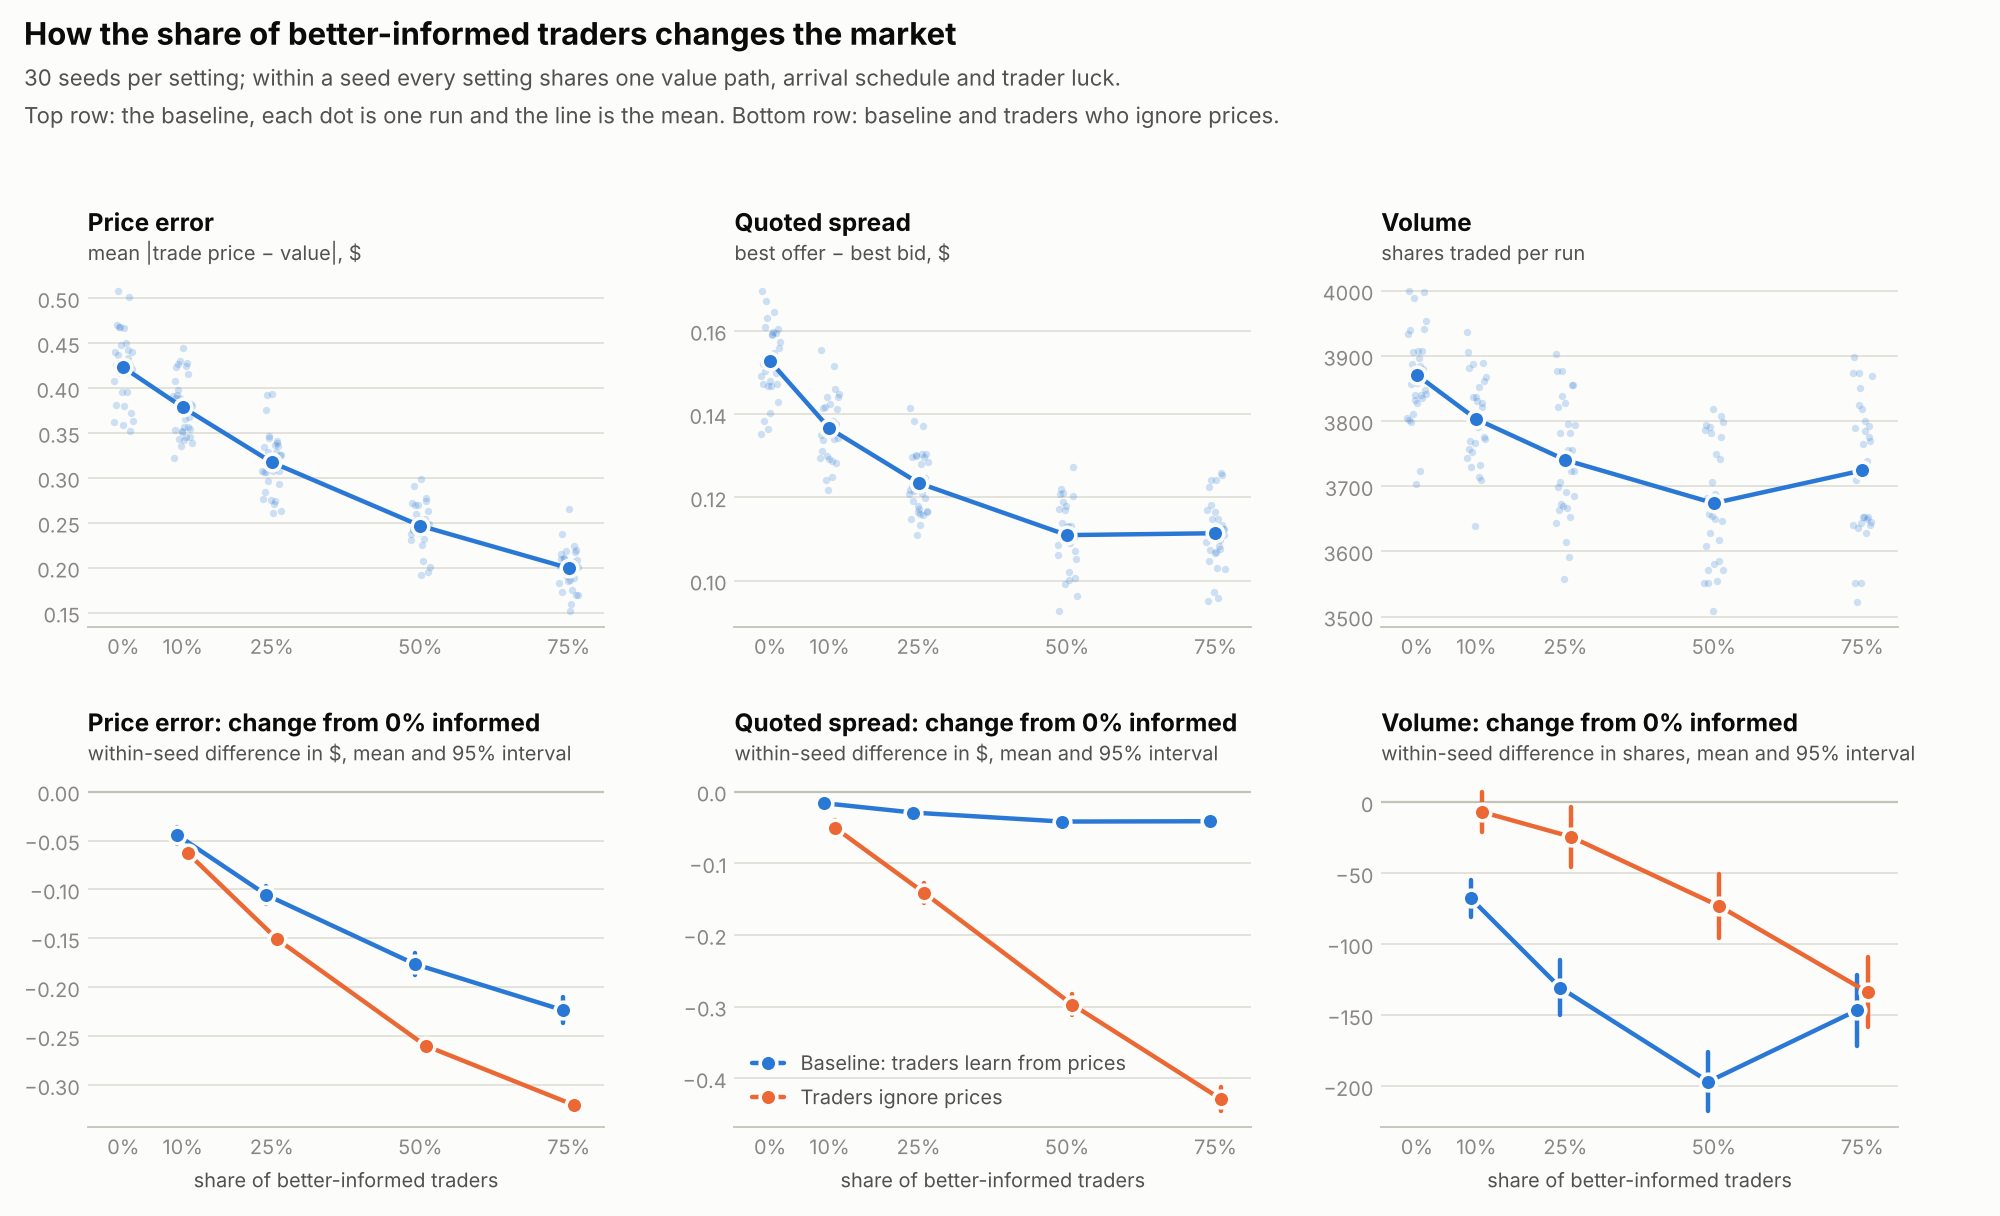 How the share of better-informed traders changes the market
30 seeds per setting; within a seed every setting shares one value path, arrival schedule and trader luck.
Top row: the baseline, each dot is one run and the line is the mean. Bottom row: baseline and traders who ignore prices.
Price error
mean |trade price − value|, $
0.50
0.45
0.40
0.35
0.30
0.25
0.20
0.15
0% 10% 25% 50% 75%
Quoted spread
best offer − best bid, $
0.16
0.14
0.12
0.10
0% 10% 25% 50% 75%
Volume
shares traded per run
4000
3900
3800
3700
3600
3500
0% 10% 25% 50% 75%
Price error: change from 0% informed
within-seed difference in $, mean and 95% interval
0.00
−0.05
−0.10
−0.15
−0.20
−0.25
−0.30
0% 10% 25% 50% 75%
share of better-informed traders
Quoted spread: change from 0% informed
within-seed difference in $, mean and 95% interval
0.0
−0.1
−0.2
−0.3
−0.4
Baseline: traders learn from prices
Traders ignore prices
0% 10% 25% 50% 75%
share of better-informed traders
Volume: change from 0% informed
within-seed difference in shares, mean and 95% interval
0
−50
−100
−150
−200
0% 10% 25% 50% 75%
share of better-informed traders